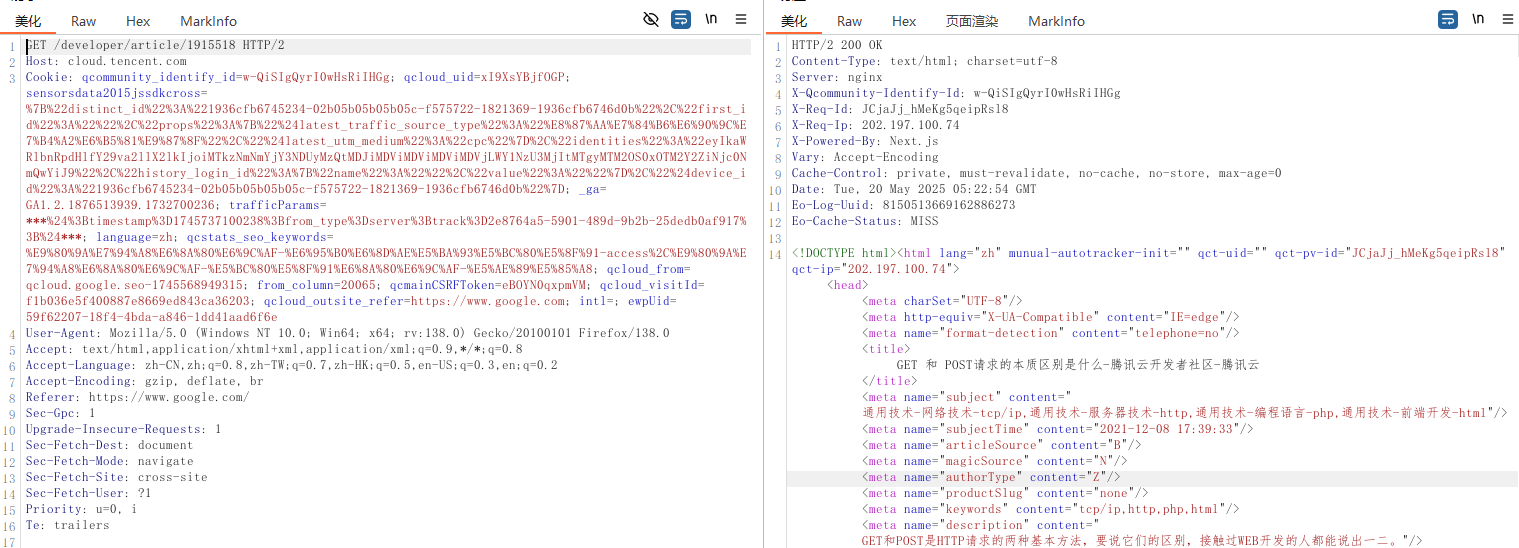 美化 Raw Hex MarkInfo \n
1 GET /developer/article/1915518 HTTP/2
2 Host: cloud.tencent.com
3 Cookie: qcommunity_identify_id=w-QiSIgQyrI0wHsRiIHGg; qcloud_uid=xI9XsYBjfOGP;
sensorsdata2015jssdkcross=
%7B%22distinct_id%22%3A%221936cfb6745234-02b05b05b05b05c-f575722-1821369-1936cfb6746d0b%22%2C%22first_i
d%22%3A%22%22%2C%22props%22%3A%7B%22%24latest_traffic_source_type%22%3A%22%E8%87%AA%E7%84%B6%E6%90%9C%E
7%B4%A2%E6%B5%81%E9%87%8F%22%2C%22%24latest_utm_medium%22%3A%22cpc%22%7D%2C%22identities%22%3A%22eyIkaW
RlbnRpdHlfY29va2llX2lkIjoiMTkzNmNmYjY3NDUyMzQtMDJiMDViMDViMDViMDVjLWY1NzU3MjItMTgyMTM2OS0xOTM2Y2ZiNjc0N
mQwYiJ9%22%2C%22history_login_id%22%3A%7B%22name%22%3A%22%22%2C%22value%22%3A%22%22%7D%2C%22%24device_i
d%22%3A%221936cfb6745234-02b05b05b05b05c-f575722-1821369-1936cfb6746d0b%22%7D; _ga=
GA1.2.1876513939.1732700236; trafficParams=
***%24%3Btimestamp%3D1745737100238%3Bfrom_type%3Dserver%3Btrack%3D2e8764a5-5901-489d-9b2b-25dedb0af917%
3B%24***; language=zh; qcstats_seo_keywords=
%E9%80%9A%E7%94%A8%E6%8A%80%E6%9C%AF-%E6%95%B0%E6%8D%AE%E5%BA%93%E5%BC%80%E5%8F%91-access%2C%E9%80%9A%E
7%94%A8%E6%8A%80%E6%9C%AF-%E5%BC%80%E5%8F%91%E6%8A%80%E6%9C%AF-%E5%AE%89%E5%85%A8; qcloud_from=
qcloud.google.seo-1745568949315; from_column=20065; qcmainCSRFToken=eBOYN0qxpmVM; qcloud_visitId=
f1b036e5f400887e8669ed843ca36203; qcloud_outsite_refer=https://www.google.com; intl=; ewpUid=
59f62207-18f4-4bda-a846-1dd41aad6f6e
4 User-Agent: Mozilla/5.0 (Windows NT 10.0; Win64; x64; rv:138.0) Gecko/20100101 Firefox/138.0
5 Accept: text/html,application/xhtml+xml,application/xml;q=0.9,*/*;q=0.8
6 Accept-Language: zh-CN,zh;q=0.8,zh-TW;q=0.7,zh-HK;q=0.5,en-US;q=0.3,en;q=0.2
7 Accept-Encoding: gzip, deflate, br
8 Referer: https://www.google.com/
9 Sec-Gpc: 1
10 Upgrade-Insecure-Requests: 1
11 Sec-Fetch-Dest: document
12 Sec-Fetch-Mode: navigate
13 Sec-Fetch-Site: cross-site
14 Sec-Fetch-User: ?1
15 Priority: u=0, i
16 Te: trailers
17
美化 Raw Hex 页面渲染 MarkInfo \n
1 HTTP/2 200 OK
2 Content-Type: text/html; charset=utf-8
3 Server: nginx
4 X-Qcommunity-Identify-Id: w-QiSIgQyrI0wHsRiIHGg
5 X-Req-Id: JCjaJj_hMeKg5qeipRsl8
6 X-Req-Ip: 202.197.100.74
7 X-Powered-By: Next.js
8 Vary: Accept-Encoding
9 Cache-Control: private, must-revalidate, no-cache, no-store, max-age=0
10 Date: Tue, 20 May 2025 05:22:54 GMT
11 Eo-Log-Uuid: 8150513669162886273
12 Eo-Cache-Status: MISS
13
14 <!DOCTYPE html><html lang="zh" munual-autotracker-init="" qct-uid="" qct-pv-id="JCjaJj_hMeKg5qeipRsl8"
qct-ip="202.197.100.74">
<head>
<meta charSet="UTF-8"/>
<meta http-equiv="X-UA-Compatible" content="IE=edge"/>
<meta name="format-detection" content="telephone=no"/>
<title>
GET 和 POST请求的本质区别是什么-腾讯云开发者社区-腾讯云
</title>
<meta name="subject" content="
通用技术-网络技术-tcp/ip,通用技术-服务器技术-http,通用技术-编程语言-php,通用技术-前端开发-html"/>
<meta name="subjectTime" content="2021-12-08 17:39:33"/>
<meta name="articleSource" content="B"/>
<meta name="magicSource" content="N"/>
<meta name="authorType" content="Z"/>
<meta name="productSlug" content="none"/>
<meta name="keywords" content="tcp/ip,http,php,html"/>
<meta name="description" content="
GET和POST是HTTP请求的两种基本方法，要说它们的区别，接触过WEB开发的人都能说出一二。"/>